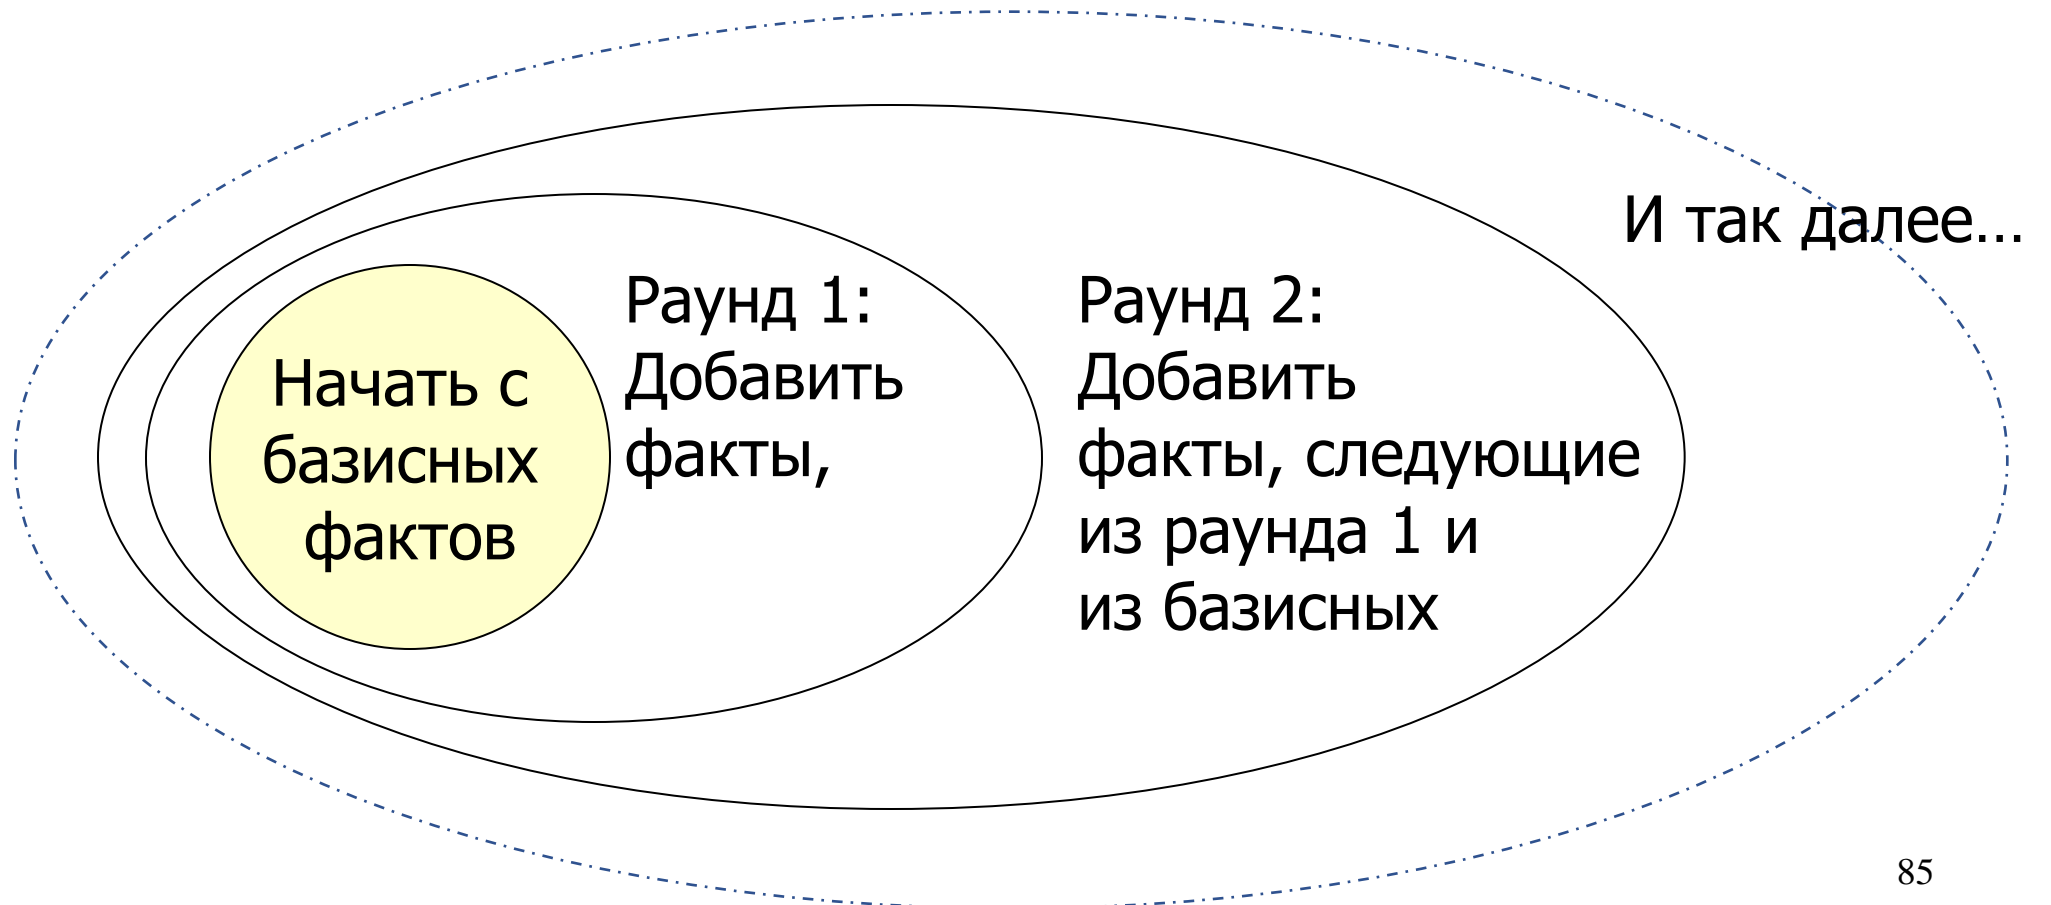 И так далее...
Раунд 1:
Добавить
факты,
Раунд 2:
Добавить
факты, следующие
из раунда 1 и
из базисных
Начать с
базисных
фактов
85